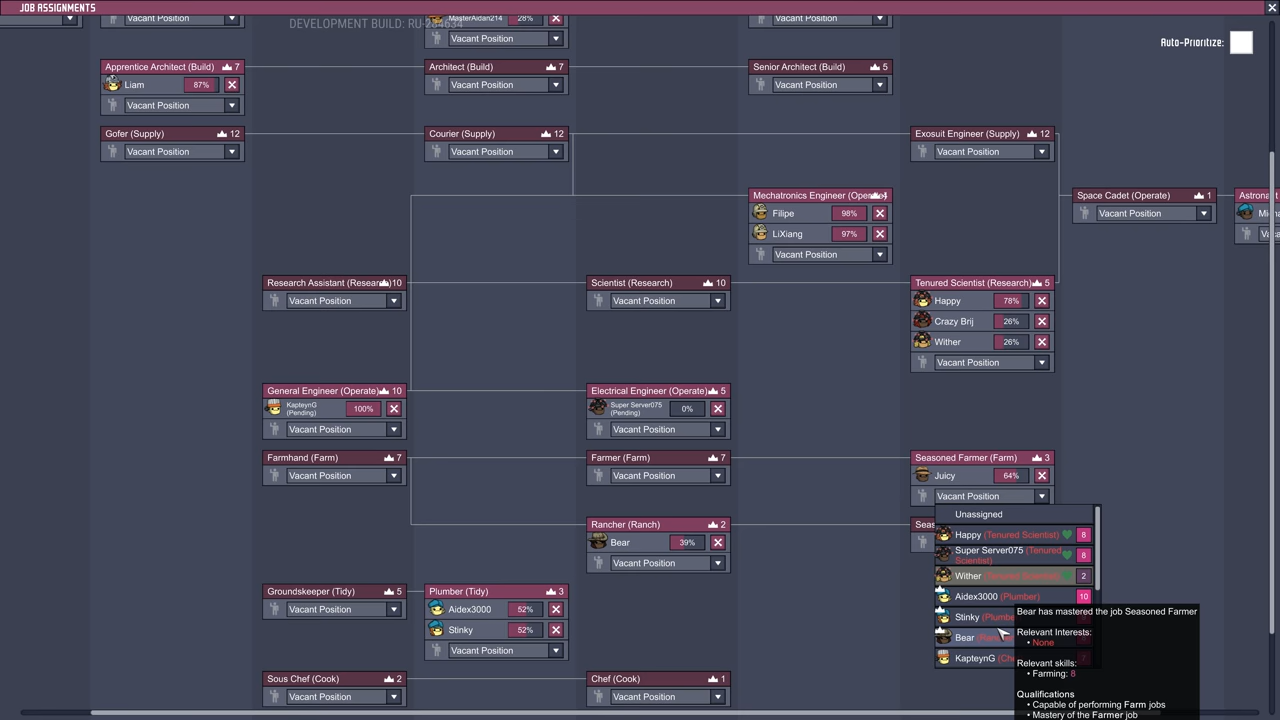 JOB ASSIGNMENTS
DEVELOPMENT BUILD: RU-284634
MasterAidan214 28%
Vacant Position
Auto-Prioritize:
Apprentice Architect (Build) 7
Liam 87%
Vacant Position
Architect (Build) 7
Vacant Position
Senior Architect (Build) 5
Vacant Position
Gofer (Supply) 12
Vacant Position
Courier (Supply) 12
Vacant Position
Exosuit Engineer (Supply) 12
Vacant Position
Mechatronics Engineer (Operate)
Filipe 98%
LiXiang 97%
Vacant Position
Space Cadet (Operate) 1
Vacant Position
Astronaut
Research Assistant (Research) 10
Vacant Position
Scientist (Research) 10
Vacant Position
Tenured Scientist (Research) 5
Happy 78%
Crazy Brij 26%
Wither 26%
Vacant Position
General Engineer (Operate) 10
KapteynG
(Pending) 100%
Vacant Position
Electrical Engineer (Operate) 5
Super Server075
(Pending) 0%
Vacant Position
Farmhand (Farm) 7
Vacant Position
Farmer (Farm) 7
Vacant Position
Seasoned Farmer (Farm) 3
Juicy 64%
Vacant Position
Unassigned
Happy (Tenured Scientist) 8
Super Server075 (Tenured
Scientist) 8
Wither (Tenured Scientist) 2
Aidex3000 (Plumber) 10
Stinky (Plumbe
Bear
KapteynG (Ch
Seas
Rancher (Ranch) 2
Bear 39%
Vacant Position
Groundskeeper (Tidy) 5
Vacant Position
Plumber (Tidy) 3
Aidex3000 52%
Stinky 52%
Vacant Position
Bear has mastered the job Seasoned Farmer
Relevant Interests:
• None
Relevant skills:
• Farming: 8
Qualifications
• Capable of performing Farm jobs
• Mastery of the Farmer job
Sous Chef (Cook) 2
Vacant Position
Chef (Cook) 1
Vacant Position